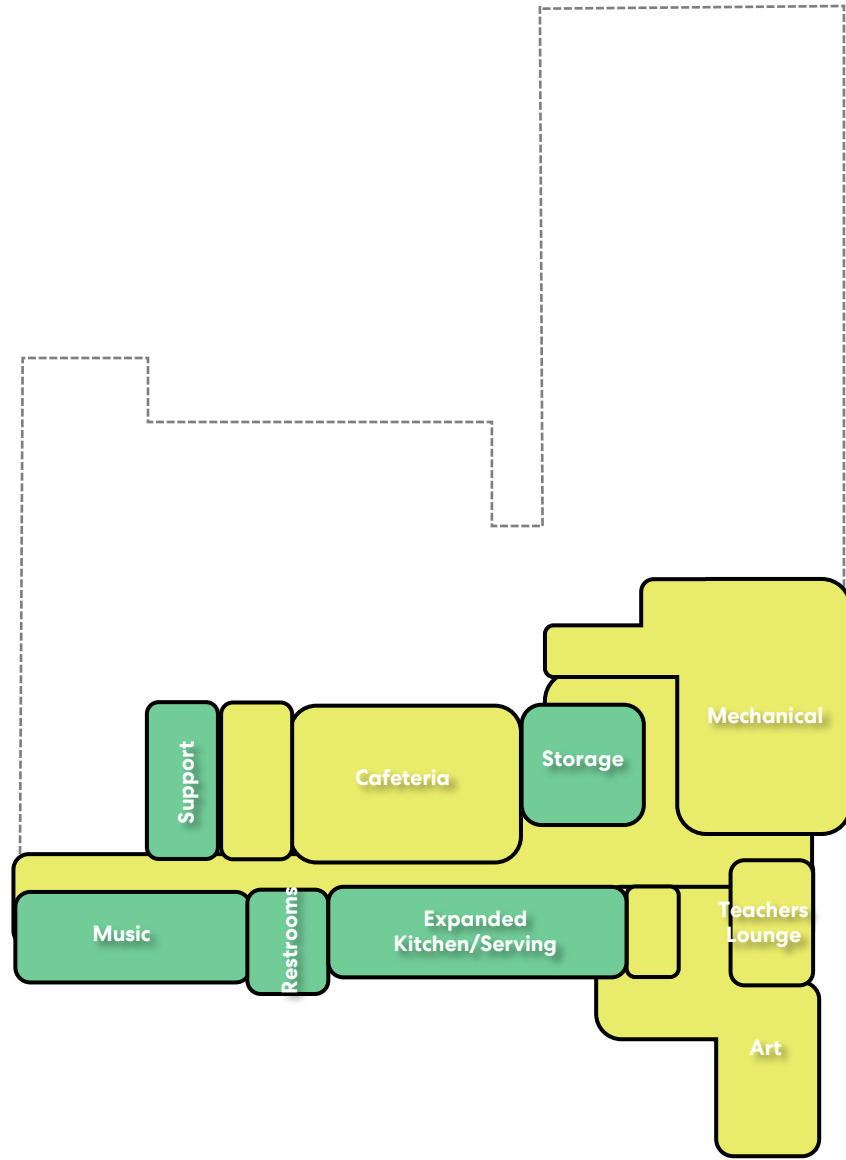 Mechanical
Storage
Cafeteria
Support
Teachers
Lounge
Expanded
Kitchen/Serving
Music
Restrooms
Art